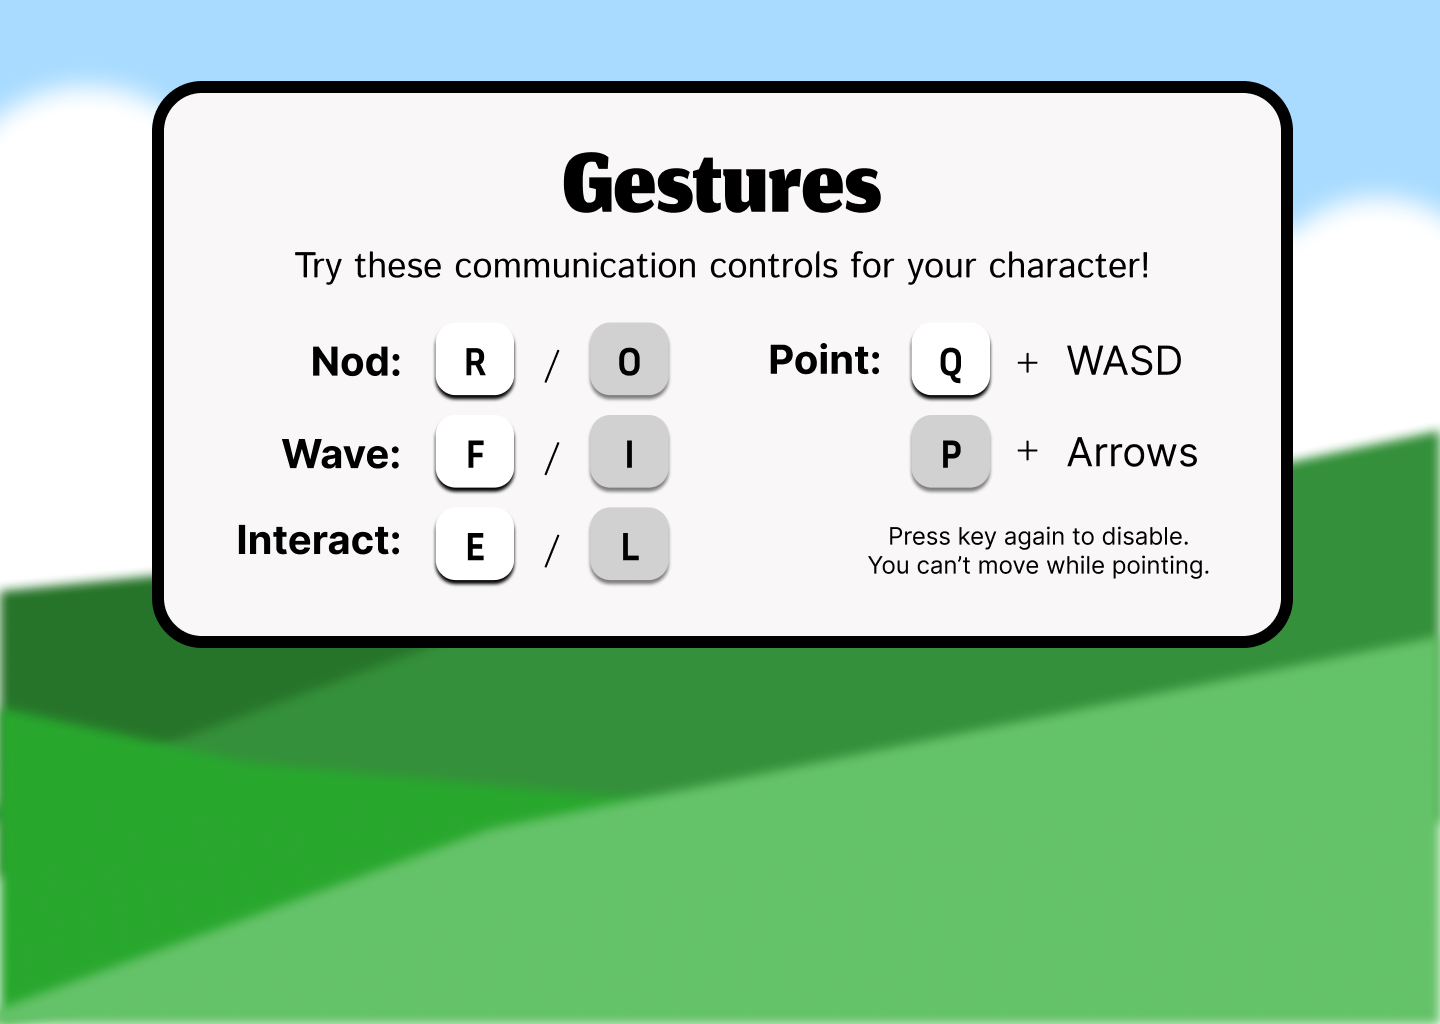 Gestures
Try these communication controls for your character!
Nod: R / O
Wave: F / I
Interact: E / L
Point: Q + WASD
P + Arrows
Press key again to disable.
You can’t move while pointing.